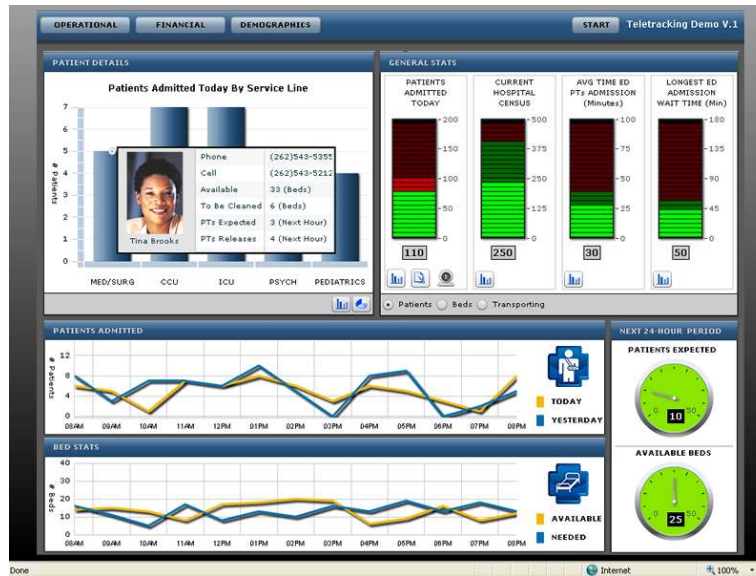 OPERATIONAL FINANCIAL DEMOGRAPHICS START Teletracking Demo V.1
PATIENT DETAILS
Patients Admitted Today By Service Line
7
6
5
4
3
2
1
0
# Patients
Phone (262)543-5355
Cell (262)543-5212
Available 33 (Beds)
To Be Cleaned 6 (Beds)
PTs Expected 3 (Next Hour)
PTs Releases 4 (Next Hour)
Tina Brooks
MED/SURG CCU ICU PSYCH PEDIATRICS
GENERAL STATS
PATIENTS
ADMITTED
TODAY
200
150
100
50
0
110
CURRENT
HOSPITAL
CENSUS
500
375
250
125
0
250
AVG TIME ED
PTs ADMISSION
(Minutes)
100
75
50
25
0
30
LONGEST ED
ADMISSION
WAIT TIME (Min)
180
135
90
45
0
50
Patients Beds Transporting
PATIENTS ADMITTED
12
8
4
0
# Patients
08AM 09AM 10AM 11AM 12PM 01PM 02PM 03PM 04PM 05PM 06PM 07PM 08PM
TODAY
YESTERDAY
BED STATS
40
30
20
10
0
# Beds
08AM 09AM 10AM 11AM 12PM 01PM 02PM 03PM 04PM 05PM 06PM 07PM 08PM
AVAILABLE
NEEDED
NEXT 24-HOUR PERIOD
PATIENTS EXPECTED
0 50
10
AVAILABLE BEDS
0 50
25
Done Internet 100%